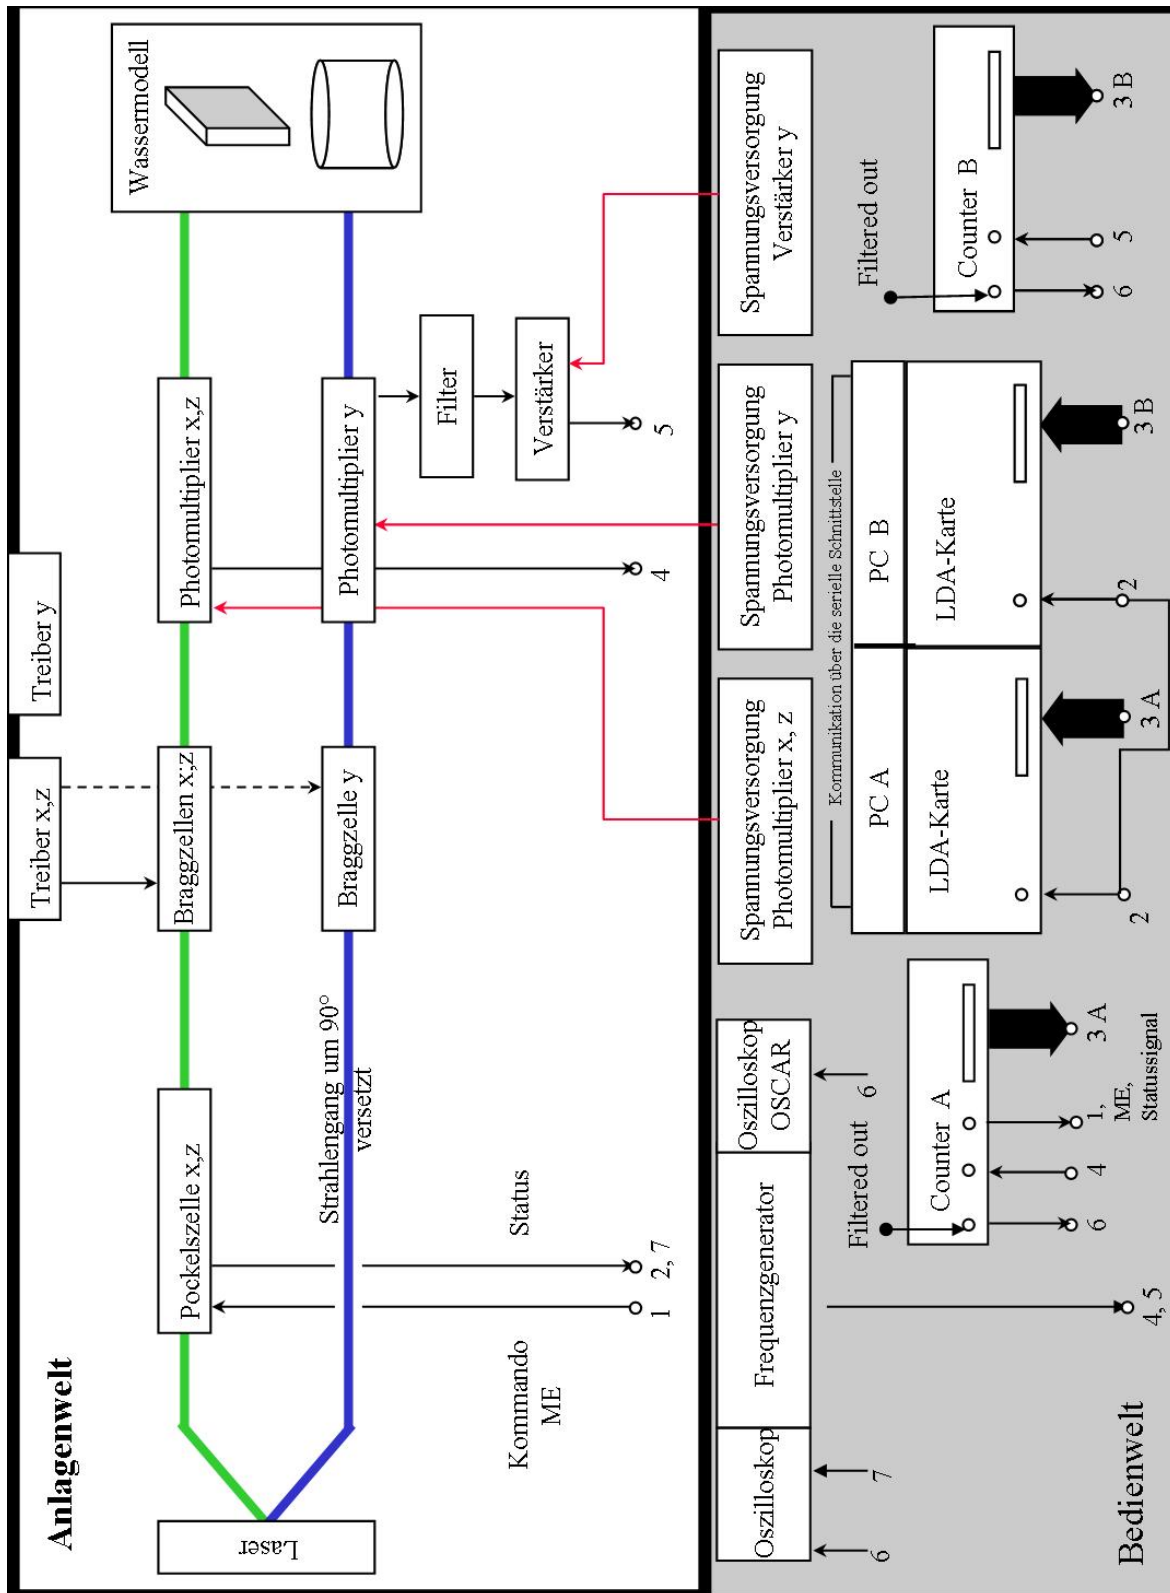 Anlagenwelt
Laser
Pockelszelle x,z
Treiber x,z
Treiber y
Braggzellen x;z
Photomultiplier x,z
Wassermodell
Strahlengang um 90°
versetzt
Braggzelle y
Photomultiplier y
Filter
Verstärker
Kommando
ME
Status
1
2, 7
4
5
Oszilloskop
Frequenzgenerator
Oszilloskop
OSCAR
Spannungsversorgung
Photomultiplier x, z
Spannungsversorgung
Photomultiplier y
Spannungsversorgung
Verstärker y
6
7
6
4, 5
Filtered out
Counter A
6
4
1,
ME,
Statussignal
3 A
Kommunikation über die serielle Schnittstelle
PC A
PC B
LDA-Karte
LDA-Karte
2
3 A
2
3 B
Filtered out
Counter B
6
5
3 B
Bedienwelt